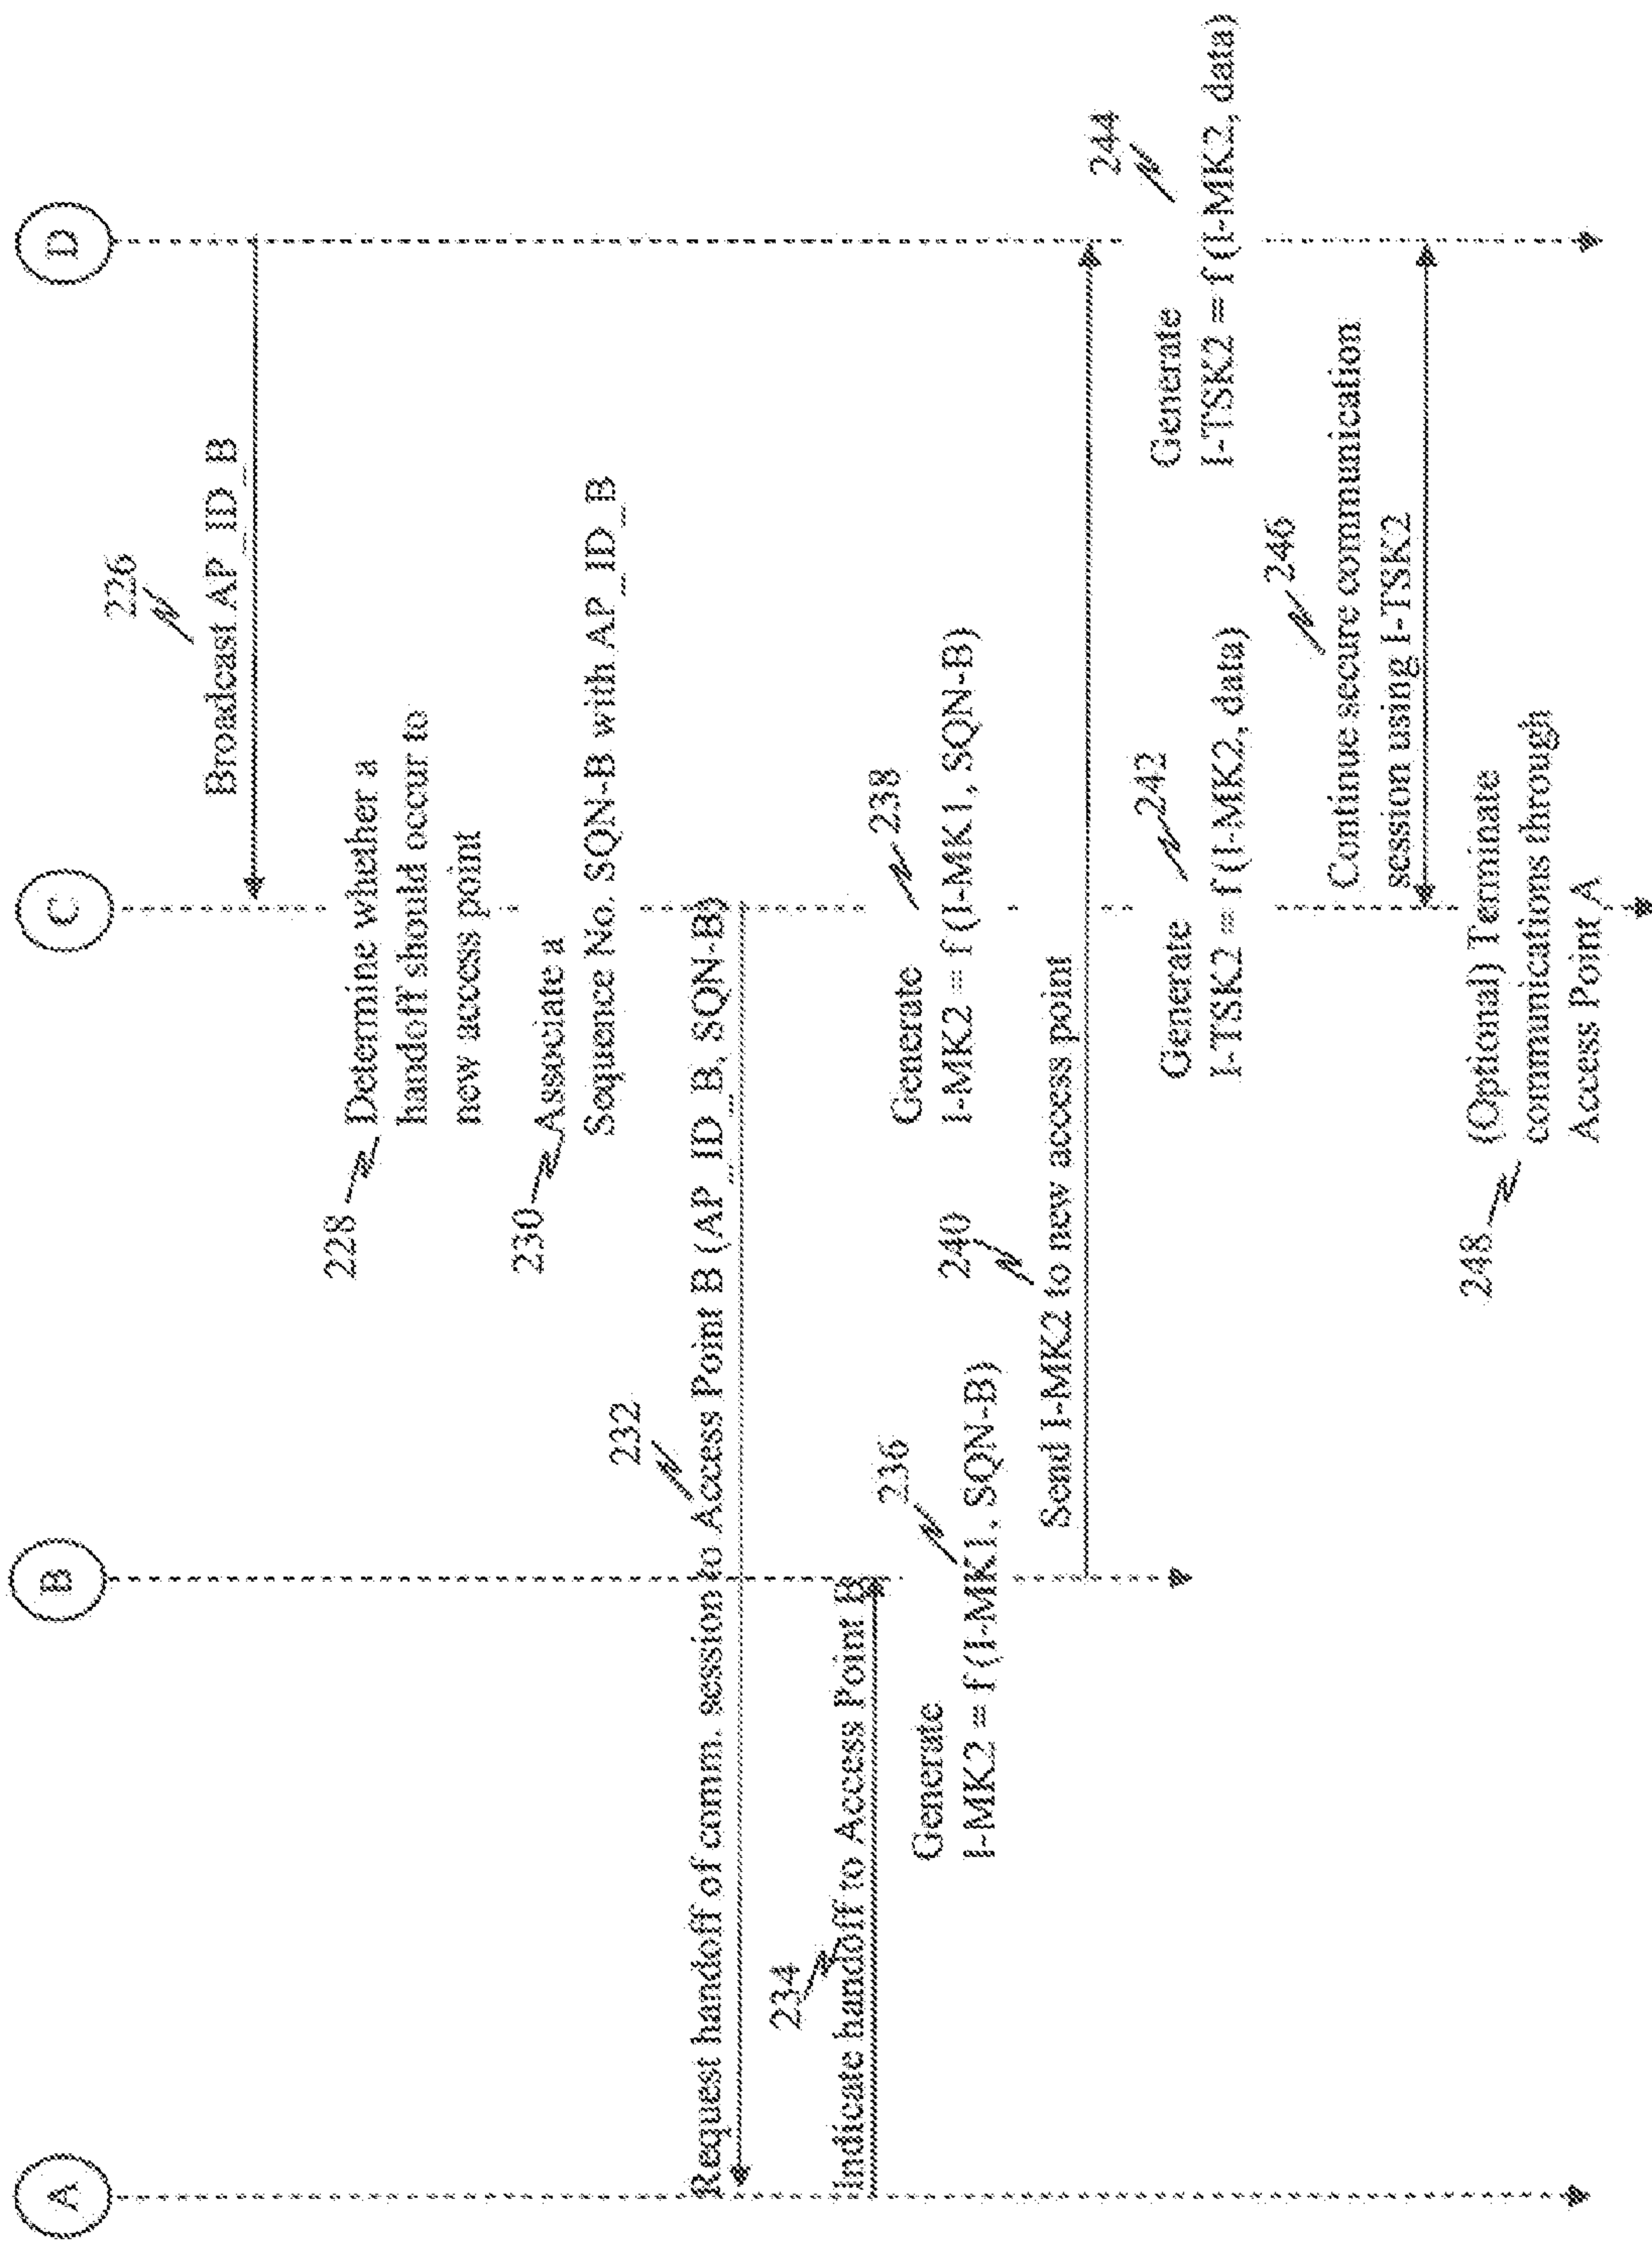 A
B
C
D
226
Broadcast AP_ID_B
228
Determine whether a
handoff should occur to
new access point
230
Associate a
Sequence No. SQN-B with AP_ID_B
232
Request handoff of comm. session to Access Point B (AP_ID_B, SQN-B)
234
Indicate handoff to Access Point B
236
Generate
I-MK2 = f (I-MK1, SQN-B)
238
Generate
I-MK2 = f (I-MK1, SQN-B)
240
Send I-MK2 to new access point
242
Generate
I-TSK2 = f (I-MK2, data)
244
Generate
I-TSK2 = f (I-MK2, data)
246
Continue secure communication
session using I-TSK2
248
(Optional) Terminate
communications through
Access Point A